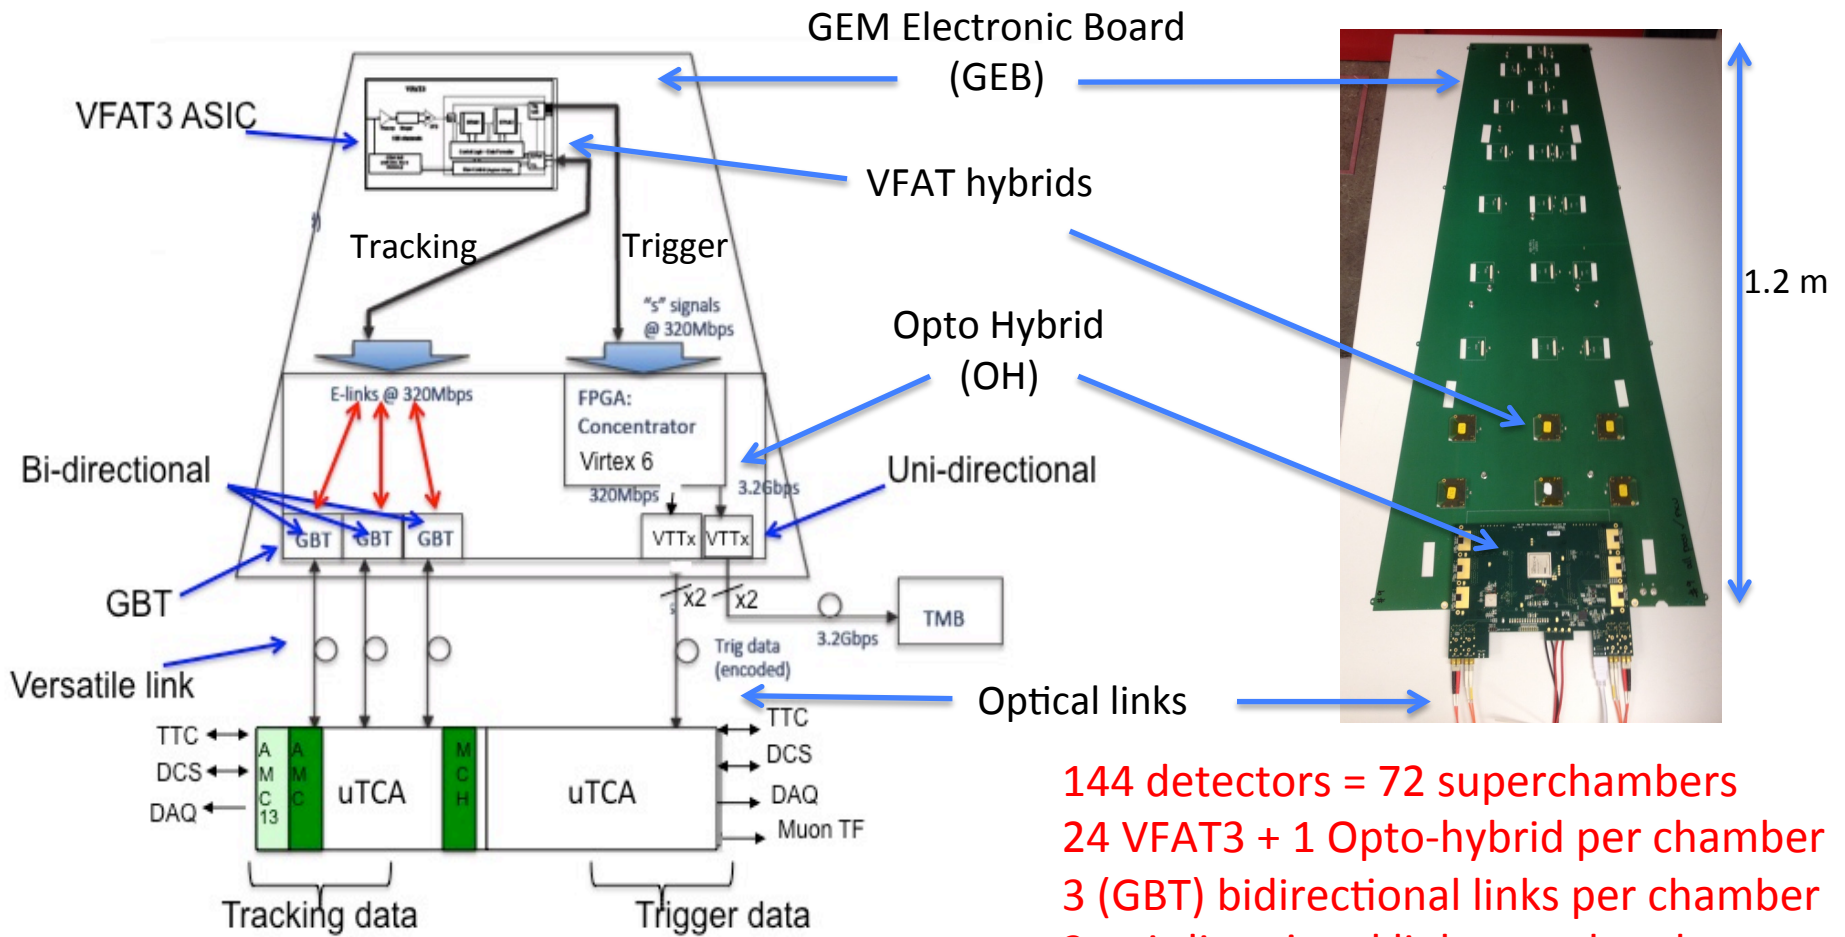 GEM Electronic Board
(GEB)
VFAT3 ASIC
VFAT3
VFAT hybrids
Tracking
Trigger
1.2 m
"s" signals
@ 320Mbps
Opto Hybrid
(OH)
E-links @ 320Mbps
FPGA:
Concentrator
Virtex 6
320Mbps
3.2Gbps
Bi-directional
Uni-directional
GBT
GBT
GBT
VTTx
VTTx
GBT
x2
x2
TMB
3.2Gbps
Trig data
(encoded)
Versatile link
Optical links
TTC
DCS
DAQ
AMC13
AMC
uTCA
MCH
uTCA
TTC
DCS
DAQ
Muon TF
Tracking data
Trigger data
144 detectors = 72 superchambers
24 VFAT3 + 1 Opto-hybrid per chamber
3 (GBT) bidirectional links per chamber